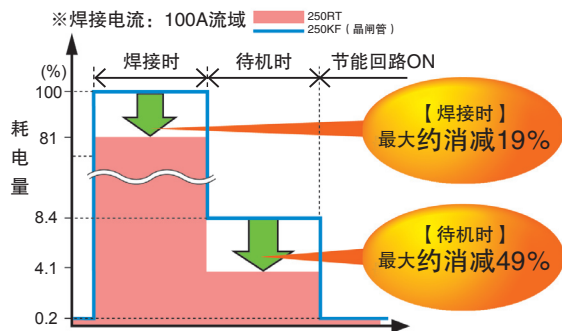 ※焊接电流：100A流域
250RT
250KF（晶闸管）
(%)
焊接时
待机时
节能回路ON
100
81
8.4
4.1
0.2
耗电量
【焊接时】
最大约消减19%
【待机时】
最大约消减49%